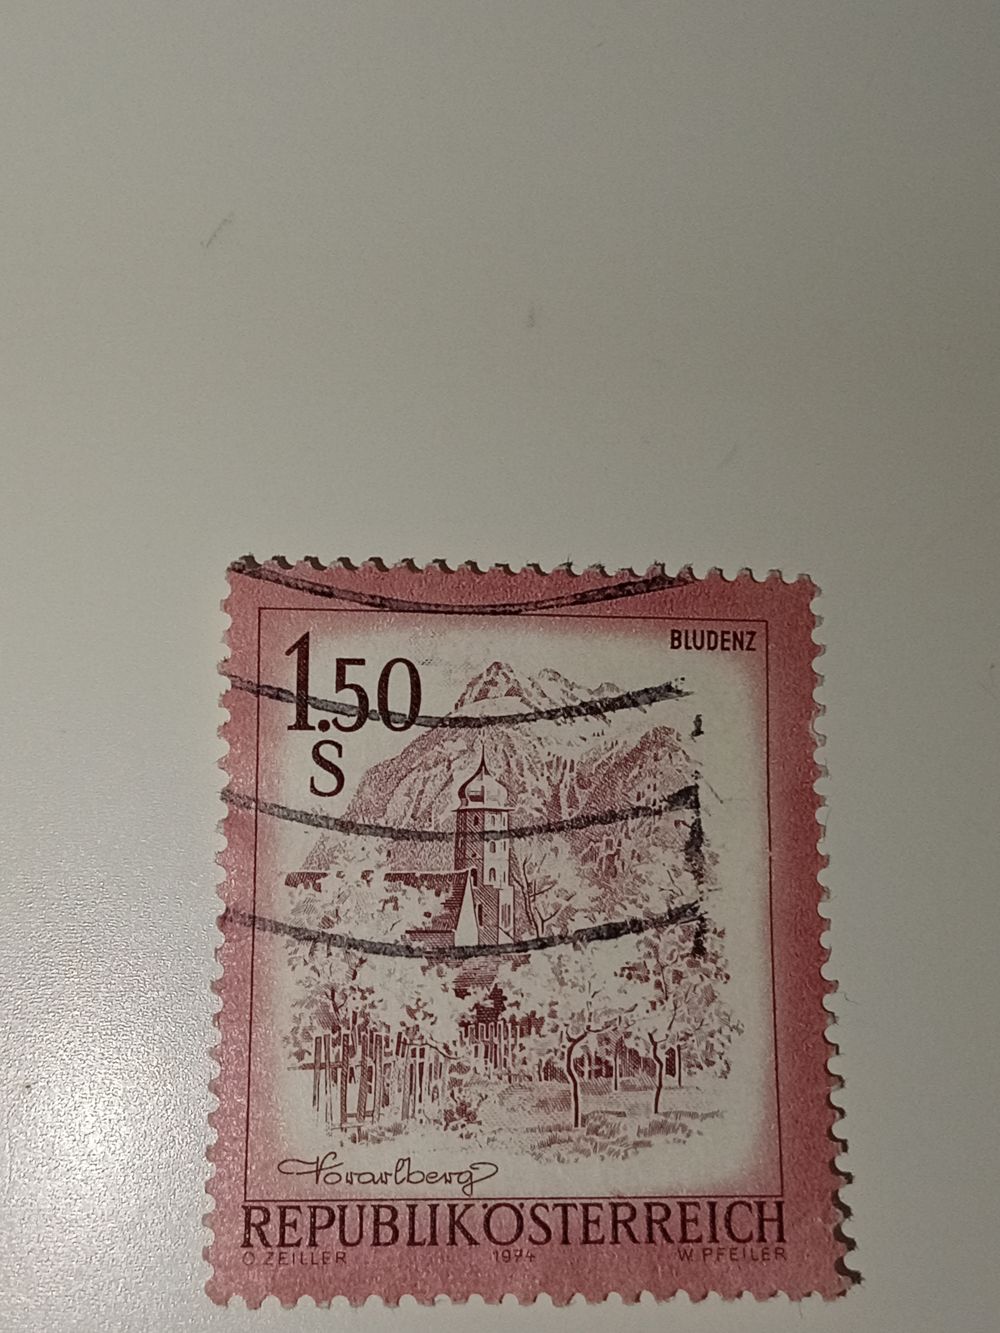 BLUDENZ
1.50
S
Vorarlberg
REPUBLIK ÖSTERREICH
O. ZEILLER 1974 W. PFEILER